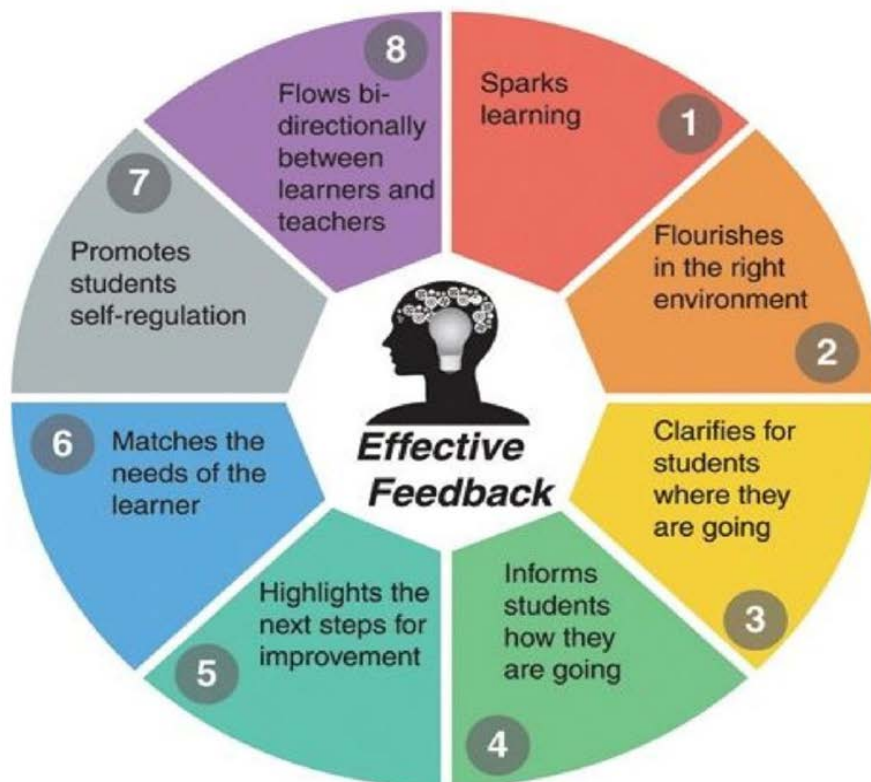 1
Sparks
learning
2
Flourishes
in the right
environment
3
Clarifies for
students
where they
are going
4
Informs
students
how they
are going
5
Highlights the
next steps for
improvement
6
Matches the
needs of the
learner
7
Promotes
students
self-regulation
8
Flows bi-
directionally
between
learners and
teachers
Effective
Feedback